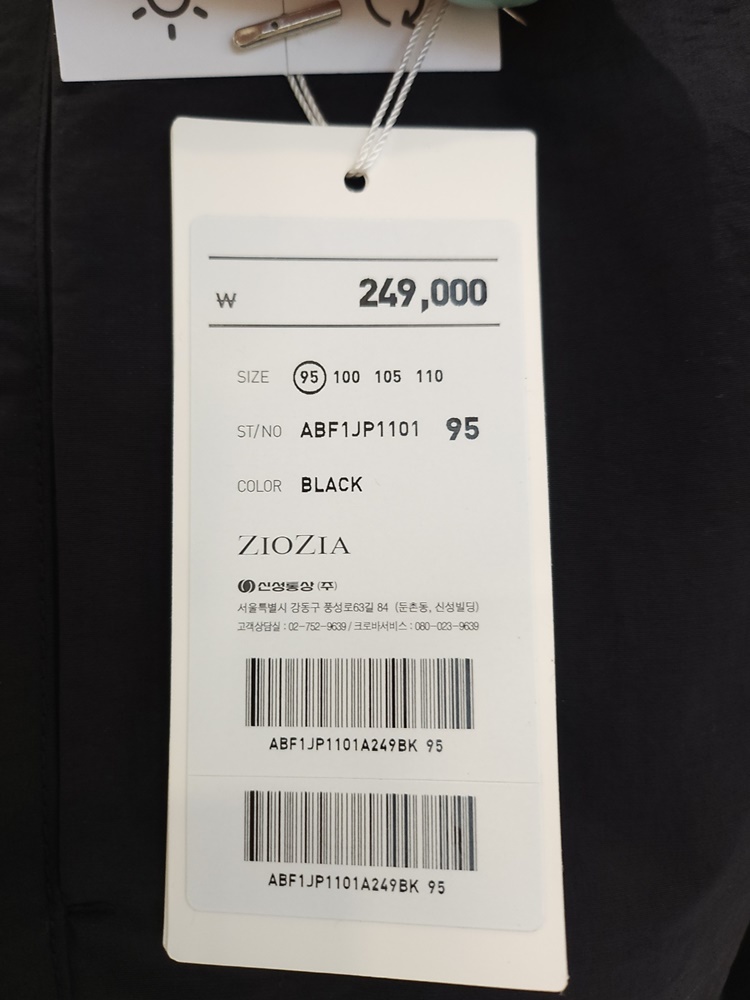 ₩ 249,000
SIZE 95 100 105 110
ST/NO ABF1JP1101 95
COLOR BLACK
ZIOZIA
신성통상(주)
서울특별시 강동구 풍성로63길 84 (둔촌동, 신성빌딩)
고객상담실 : 02-752-9639 / 크로바서비스 : 080-023-9639
ABF1JP1101A249BK 95
ABF1JP1101A249BK 95